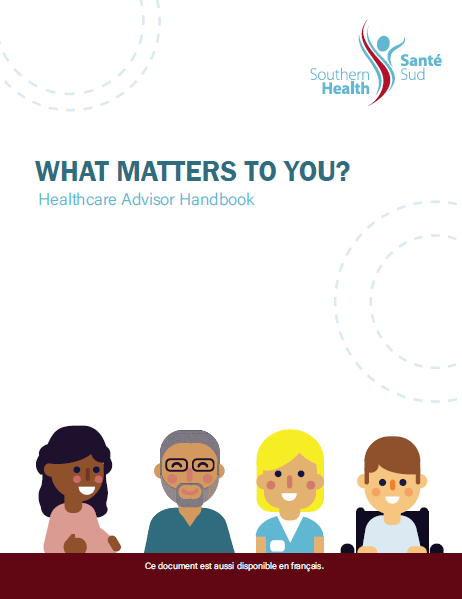 Southern Santé
Health Sud
WHAT MATTERS TO YOU?
Healthcare Advisor Handbook
Ce document est aussi disponible en français.